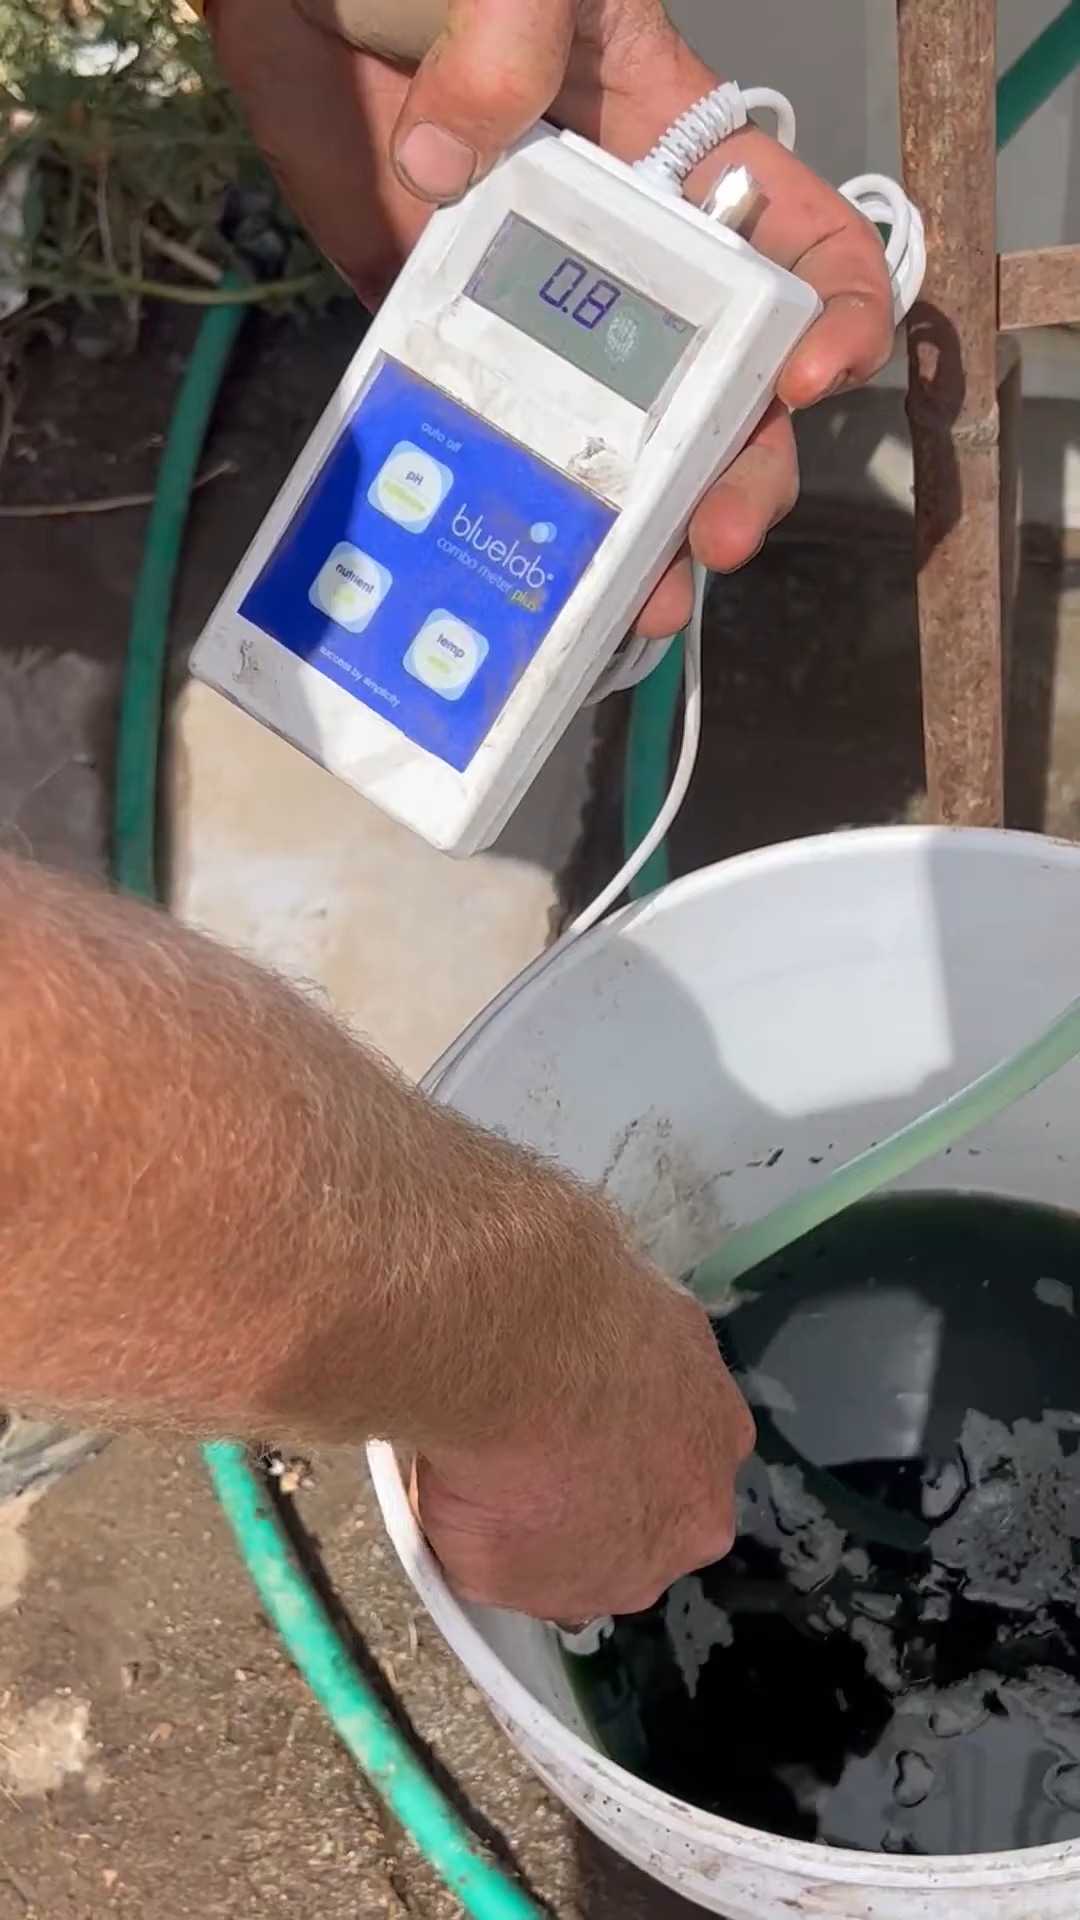 0.8
auto off
pH
bluelab
combo meter plus
nutrient
temp
success by simplicity